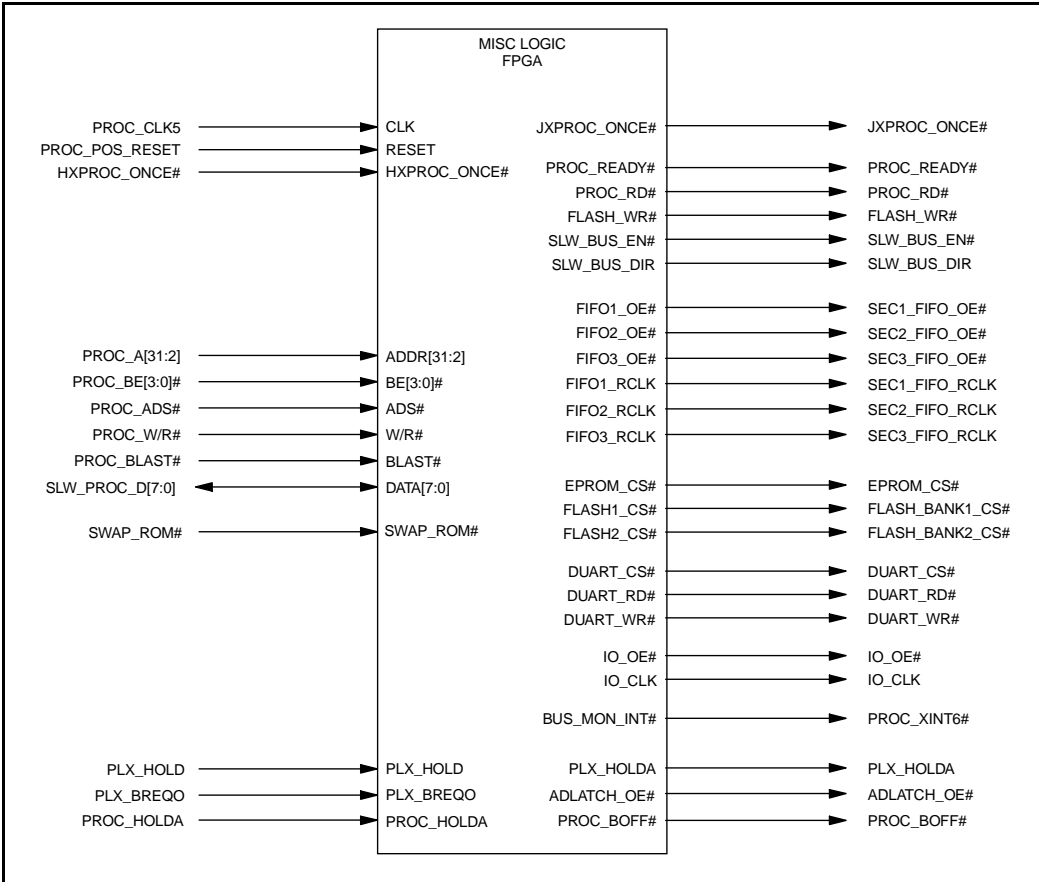 MISC LOGIC
FPGA
PROC_CLK5 CLK JXPROC_ONCE# JXPROC_ONCE#
PROC_POS_RESET RESET
HXPROC_ONCE# HXPROC_ONCE# PROC_READY# PROC_READY#
PROC_RD# PROC_RD#
FLASH_WR# FLASH_WR#
SLW_BUS_EN# SLW_BUS_EN#
SLW_BUS_DIR SLW_BUS_DIR
FIFO1_OE# SEC1_FIFO_OE#
FIFO2_OE# SEC2_FIFO_OE#
PROC_A[31:2] ADDR[31:2] FIFO3_OE# SEC3_FIFO_OE#
PROC_BE[3:0]# BE[3:0]# FIFO1_RCLK SEC1_FIFO_RCLK
PROC_ADS# ADS# FIFO2_RCLK SEC2_FIFO_RCLK
PROC_W/R# W/R# FIFO3_RCLK SEC3_FIFO_RCLK
PROC_BLAST# BLAST#
SLW_PROC_D[7:0] DATA[7:0] EPROM_CS# EPROM_CS#
FLASH1_CS# FLASH_BANK1_CS#
SWAP_ROM# SWAP_ROM# FLASH2_CS# FLASH_BANK2_CS#
DUART_CS# DUART_CS#
DUART_RD# DUART_RD#
DUART_WR# DUART_WR#
IO_OE# IO_OE#
IO_CLK IO_CLK
BUS_MON_INT# PROC_XINT6#
PLX_HOLD PLX_HOLD PLX_HOLDA PLX_HOLDA
PLX_BREQO PLX_BREQO ADLATCH_OE# ADLATCH_OE#
PROC_HOLDA PROC_HOLDA PROC_BOFF# PROC_BOFF#